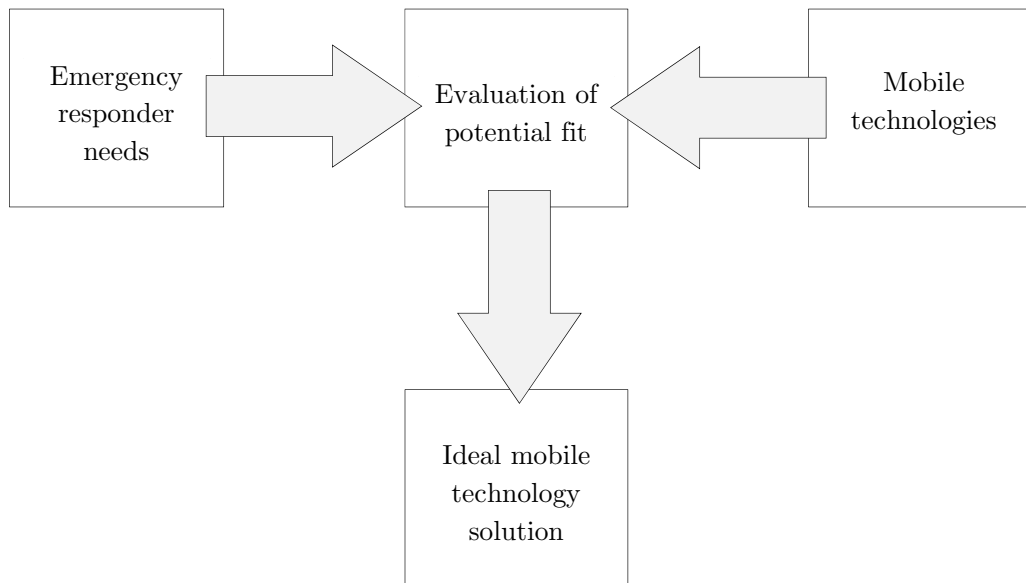 Emergency
responder
needs
Evaluation of
potential fit
Mobile
technologies
Ideal mobile
technology
solution